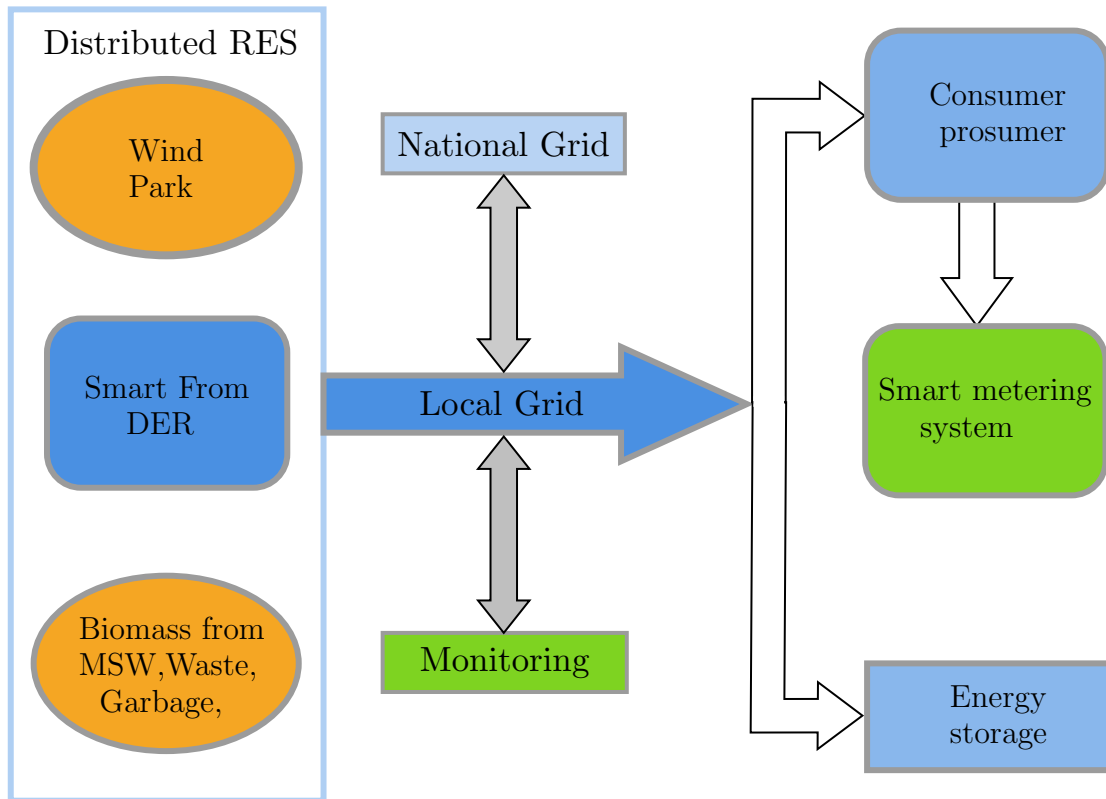 Distributed RES
Wind
Park
Smart From
DER
Biomass from
MSW,Waste,
Garbage,
National Grid
Local Grid
Monitoring
Consumer
prosumer
Smart metering
system
Energy
storage